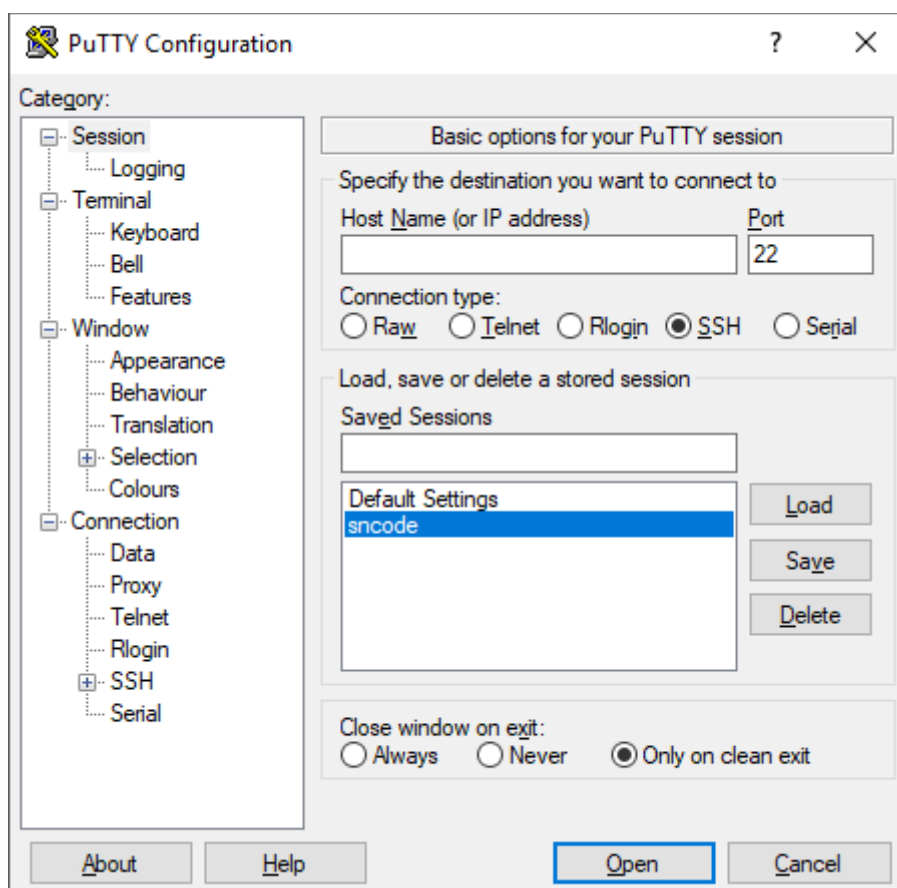 PuTTY Configuration
?
Category:
Session
Logging
Terminal
Keyboard
Bell
Features
Window
Appearance
Behaviour
Translation
Selection
Colours
Connection
Data
Proxy
Telnet
Rlogin
SSH
Serial
Basic options for your PuTTY session
Specify the destination you want to connect to
Host Name (or IP address) Port
22
Connection type:
Raw Telnet Rlogin SSH Serial
Load, save or delete a stored session
Saved Sessions
Default Settings
sncode
Load
Save
Delete
Close window on exit:
Always Never Only on clean exit
About Help Open Cancel